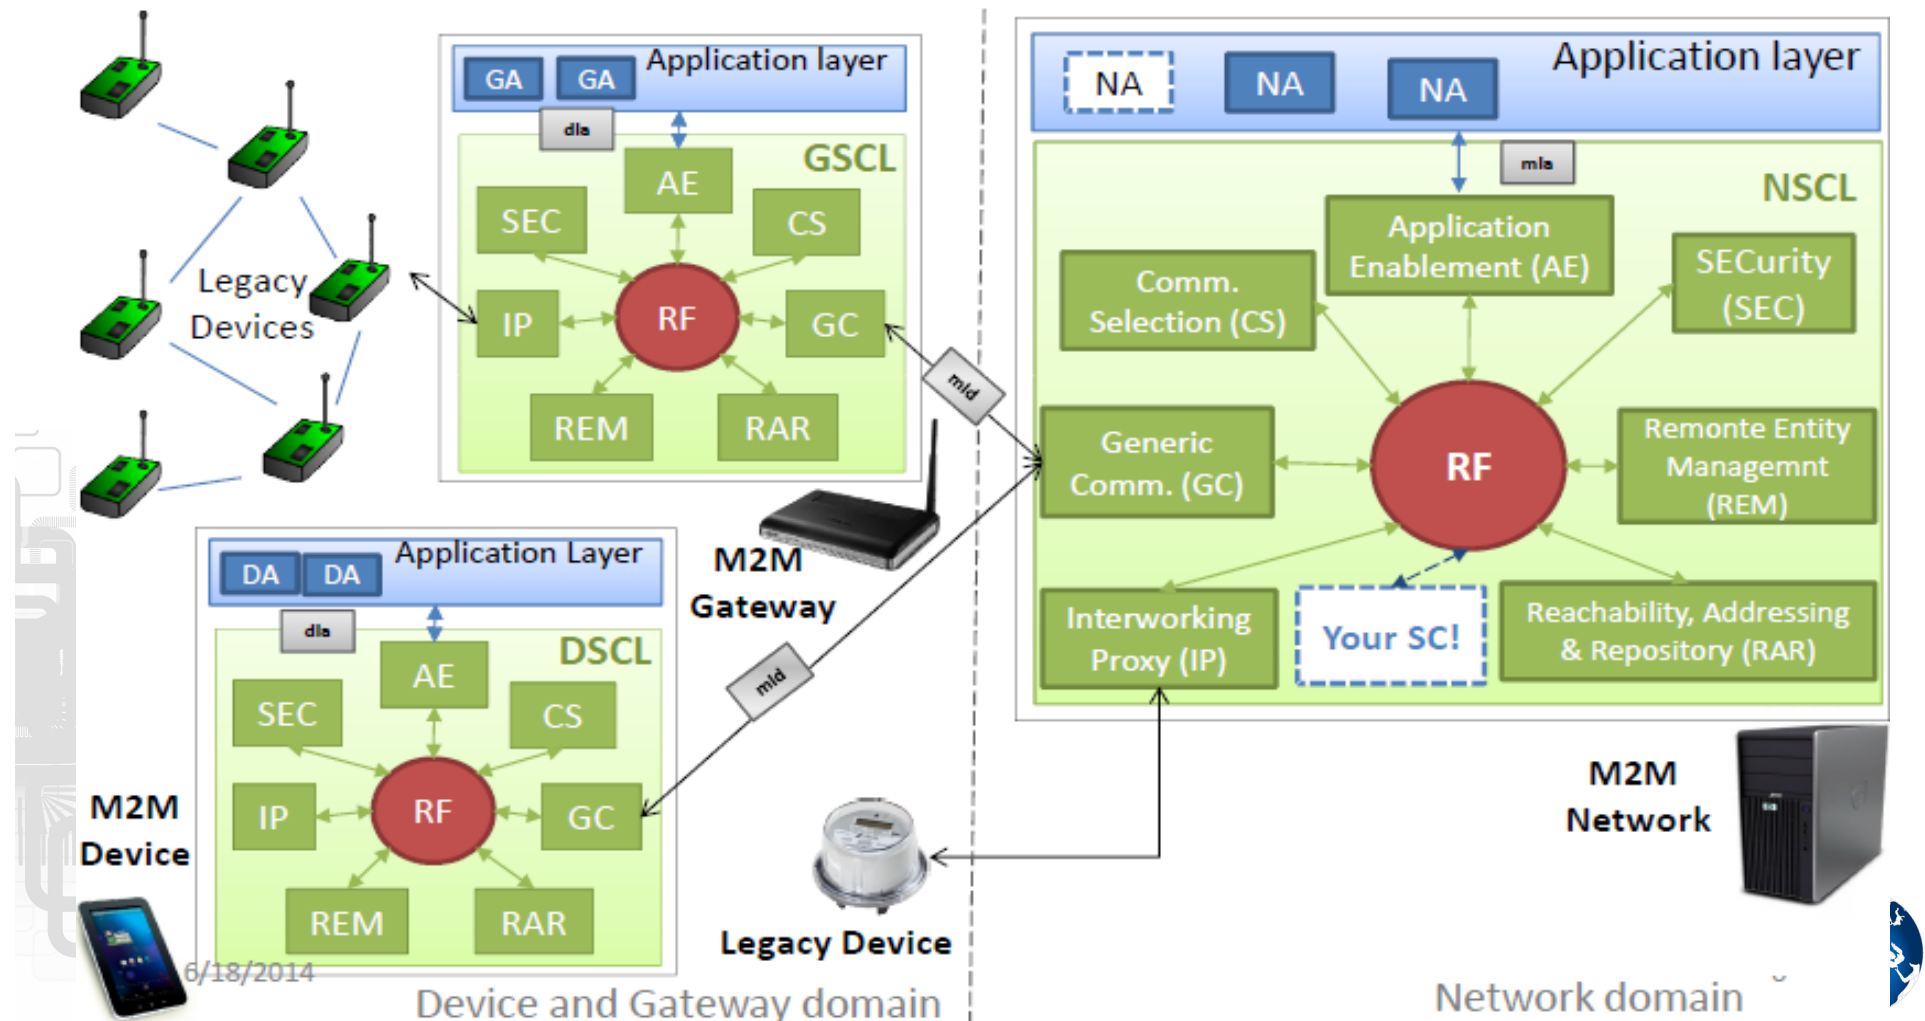 GA
GA
Application layer
dIa
GSCL
AE
SEC
CS
IP
RF
GC
REM
RAR
Legacy
Devices
mId
M2M
Gateway
DA
DA
Application Layer
dIa
DSCL
AE
SEC
CS
IP
RF
GC
REM
RAR
mId
M2M
Device
6/18/2014
Legacy Device
Device and Gateway domain
NA
NA
NA
Application layer
mIa
NSCL
Application
Enablement (AE)
Comm.
Selection (CS)
SECurity
(SEC)
Generic
Comm. (GC)
RF
Remonte Entity
Managemnt
(REM)
Interworking
Proxy (IP)
Your SC!
Reachability, Addressing
& Repository (RAR)
M2M
Network
Network domain